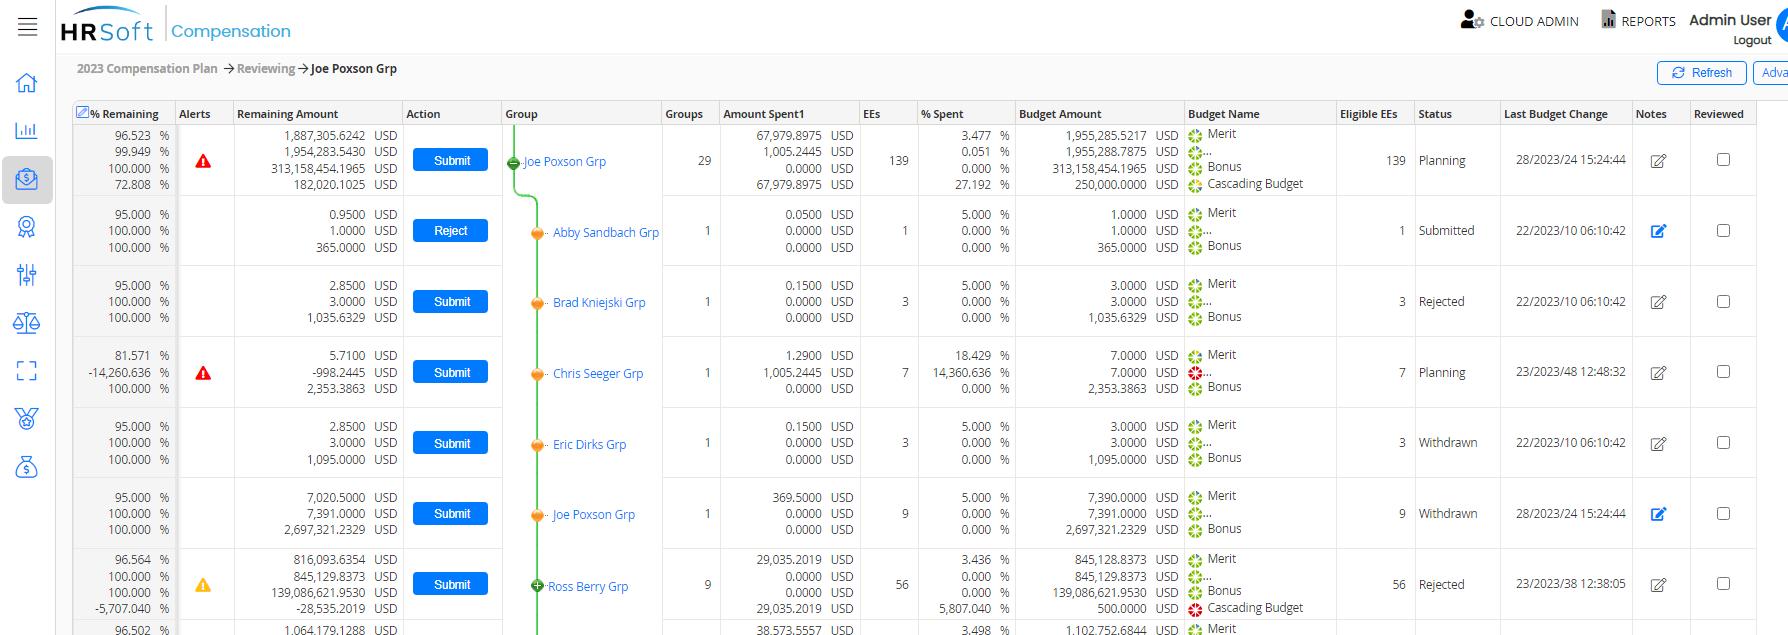 HRSoft Compensation
CLOUD ADMIN REPORTS Admin User
Logout
2023 Compensation Plan → Reviewing → Joe Poxson Grp
Refresh Adva
% Remaining Alerts Remaining Amount Action Group Groups Amount Spent1 EEs % Spent Budget Amount Budget Name Eligible EEs Status Last Budget Change Notes Reviewed
96.523 % 1,887,305.6242 USD 67,979.8975 USD 3.477 % 1,955,285.5217 USD Merit
99.949 % 1,954,283.5430 USD 1,005.2445 USD 0.051 % 1,955,288.7875 USD ...
Submit Joe Poxson Grp 29 139 139 Planning 28/2023/24 15:24:44
100.000 % 313,158,454.1965 USD 0.0000 USD 0.000 % 313,158,454.1965 USD Bonus
72.808 % 182,020.1025 USD 67,979.8975 USD 27.192 % 250,000.0000 USD Cascading Budget
95.000 % 0.9500 USD 0.0500 USD 5.000 % 1.0000 USD Merit
100.000 % 1.0000 USD Reject Abby Sandbach Grp 1 0.0000 USD 1 0.000 % 1.0000 USD ... 1 Submitted 22/2023/10 06:10:42
100.000 % 365.0000 USD 0.0000 USD 0.000 % 365.0000 USD Bonus
95.000 % 2.8500 USD 0.1500 USD 5.000 % 3.0000 USD Merit
100.000 % 3.0000 USD Submit Brad Kniejski Grp 1 0.0000 USD 3 0.000 % 3.0000 USD ... 3 Rejected 22/2023/10 06:10:42
100.000 % 1,035.6329 USD 0.0000 USD 0.000 % 1,035.6329 USD Bonus
81.571 % 5.7100 USD 1.2900 USD 18.429 % 7.0000 USD Merit
-14,260.636 % -998.2445 USD Submit Chris Seeger Grp 1 1,005.2445 USD 7 14,360.636 % 7.0000 USD ... 7 Planning 23/2023/48 12:48:32
100.000 % 2,353.3863 USD 0.0000 USD 0.000 % 2,353.3863 USD Bonus
95.000 % 2.8500 USD 0.1500 USD 5.000 % 3.0000 USD Merit
100.000 % 3.0000 USD Submit Eric Dirks Grp 1 0.0000 USD 3 0.000 % 3.0000 USD ... 3 Withdrawn 22/2023/10 06:10:42
100.000 % 1,095.0000 USD 0.0000 USD 0.000 % 1,095.0000 USD Bonus
95.000 % 7,020.5000 USD 369.5000 USD 5.000 % 7,390.0000 USD Merit
100.000 % 7,391.0000 USD Submit Joe Poxson Grp 1 0.0000 USD 9 0.000 % 7,391.0000 USD ... 9 Withdrawn 28/2023/24 15:24:44
100.000 % 2,697,321.2329 USD 0.0000 USD 0.000 % 2,697,321.2329 USD Bonus
96.564 % 816,093.6354 USD 29,035.2019 USD 3.436 % 845,128.8373 USD Merit
100.000 % 845,129.8373 USD 0.0000 USD 0.000 % 845,129.8373 USD ...
Submit Ross Berry Grp 9 56 56 Rejected 23/2023/38 12:38:05
100.000 % 139,086,621.9530 USD 0.0000 USD 0.000 % 139,086,621.9530 USD Bonus
-5,707.040 % -28,535.2019 USD 29,035.2019 USD 5,807.040 % 500.0000 USD Cascading Budget
96.502 % 1,064,179.1288 USD 38,573.5557 USD 3.498 % 1,102,752.6844 USD Merit